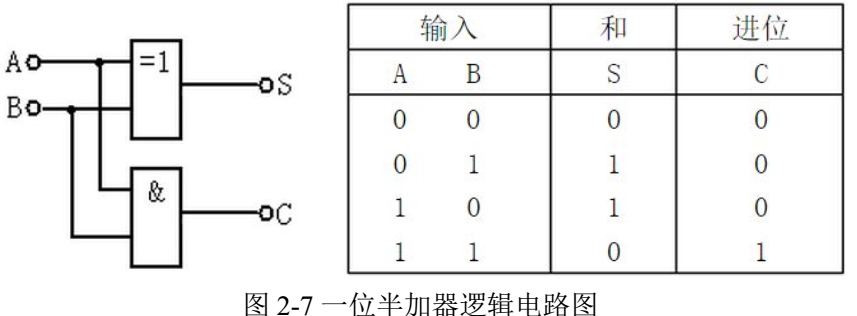 A
B
=1
S
&
C
输入 和 进位
A B S C
0 0 0 0
0 1 1 0
1 0 1 0
1 1 0 1
图 2-7 一位半加器逻辑电路图